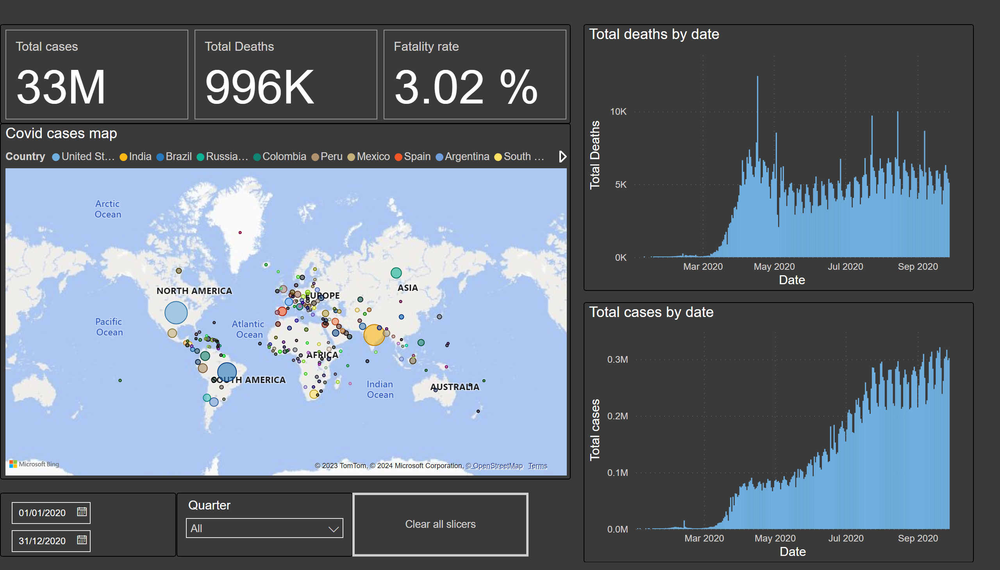 Total cases
33M
Total Deaths
996K
Fatality rate
3.02 %
Covid cases map
Country United St... India Brazil Russia... Colombia Peru Mexico Spain Argentina South ...
Arctic
Ocean
NORTH AMERICA
EUROPE
ASIA
Pacific
Ocean
Atlantic
Ocean
AFRICA
SOUTH AMERICA
Indian
Ocean
AUSTRALIA
Microsoft Bing
© 2023 TomTom, © 2024 Microsoft Corporation, © OpenStreetMap Terms
01/01/2020
31/12/2020
Quarter
All
Clear all slicers
Total deaths by date
Total Deaths
10K
5K
0K
Mar 2020 May 2020 Jul 2020 Sep 2020
Date
Total cases by date
Total cases
0.3M
0.2M
0.1M
0.0M
Mar 2020 May 2020 Jul 2020 Sep 2020
Date